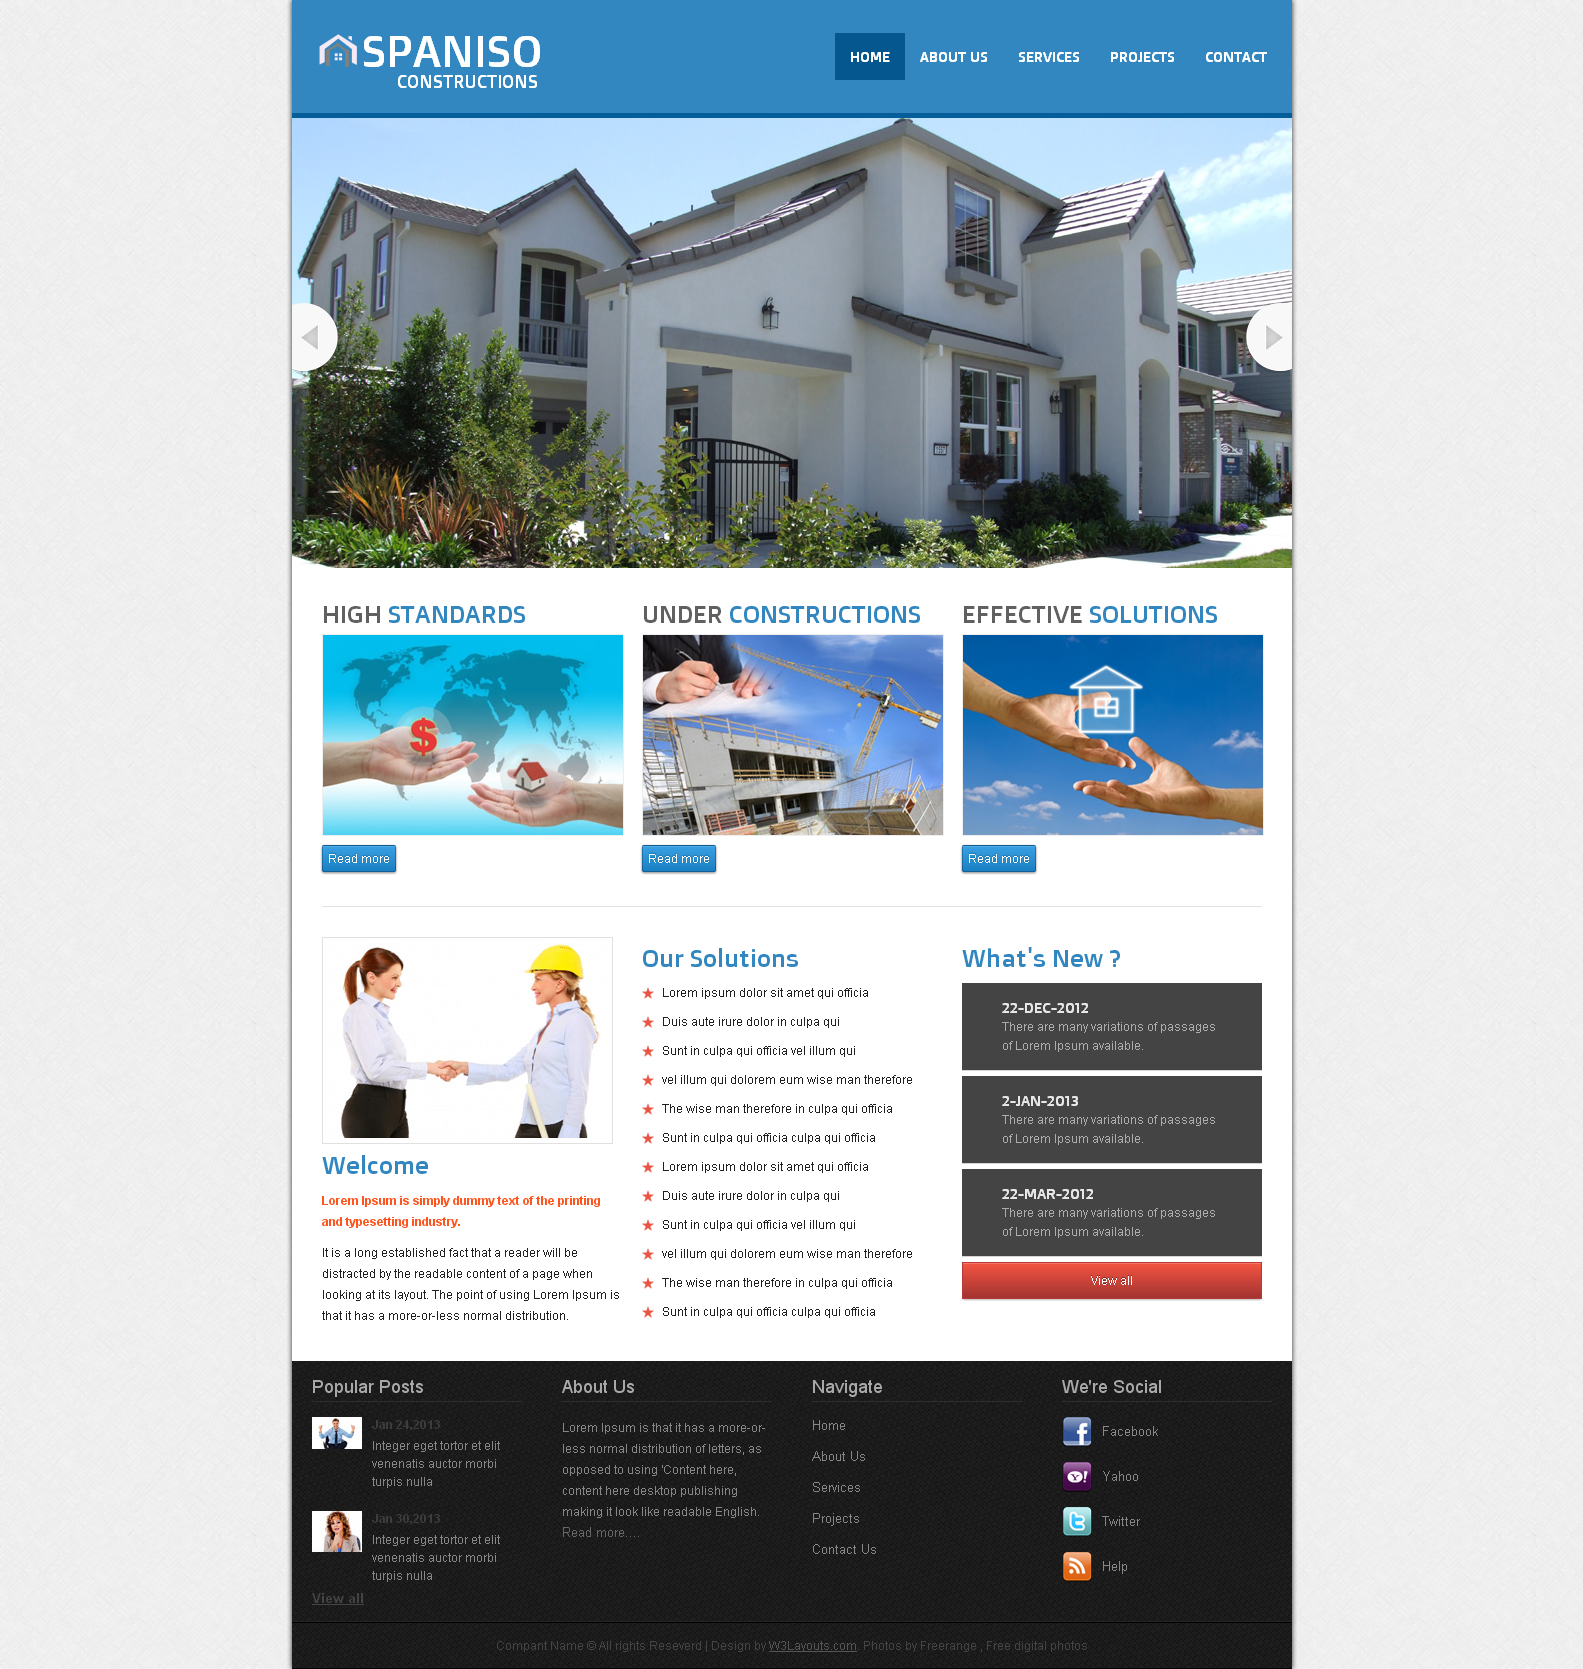 SPANISO
CONSTRUCTIONS
HOME
ABOUT US
SERVICES
PROJECTS
CONTACT
HIGH STANDARDS
UNDER CONSTRUCTIONS
EFFECTIVE SOLUTIONS
$
Read more
Read more
Read more
Welcome
Lorem Ipsum is simply dummy text of the printing
and typesetting industry.
It is a long established fact that a reader will be
distracted by the readable content of a page when
looking at its layout. The point of using Lorem Ipsum is
that it has a more-or-less normal distribution.
Our Solutions
Lorem ipsum dolor sit amet qui officia
Duis aute irure dolor in culpa qui
Sunt in culpa qui officia vel illum qui
vel illum qui dolorem eum wise man therefore
The wise man therefore in culpa qui officia
Sunt in culpa qui officia culpa qui officia
Lorem ipsum dolor sit amet qui officia
Duis aute irure dolor in culpa qui
Sunt in culpa qui officia vel illum qui
vel illum qui dolorem eum wise man therefore
The wise man therefore in culpa qui officia
Sunt in culpa qui officia culpa qui officia
What's New ?
22-DEC-2012
There are many variations of passages
of Lorem Ipsum available.
2-JAN-2013
There are many variations of passages
of Lorem Ipsum available.
22-MAR-2012
There are many variations of passages
of Lorem Ipsum available.
View all
Popular Posts
Jan 24,2013
Integer eget tortor et elit
venenatis auctor morbi
turpis nulla
Jan 30,2013
Integer eget tortor et elit
venenatis auctor morbi
turpis nulla
View all
About Us
Lorem Ipsum is that it has a more-or-
less normal distribution of letters, as
opposed to using 'Content here,
content here desktop publishing
making it look like readable English.
Read more....
Navigate
Home
About Us
Services
Projects
Contact Us
We're Social
Facebook
Yahoo
Twitter
Help
Compant Name © All rights Reseverd | Design by W3Layouts.com. Photos by Freerange , Free digital photos